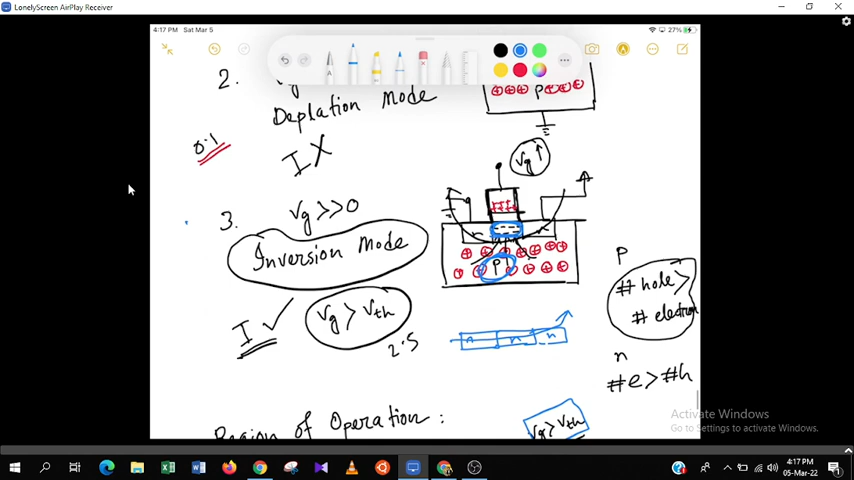 LonelyScreen AirPlay Receiver
4:17 PM Sat Mar 5
27%
2.
Deplation Mode
P
0.1
I X
Vg ↑
3. Vg >> 0
Inversion Mode
n
n
P
I ✓
Vg > Vth
2.5
n n n
P
# hole >
# electron
n
#e > #h
Region of Operation :
Vg > Vth
Activate Windows
Go to Settings to activate Windows.
4:17 PM
05-Mar-22